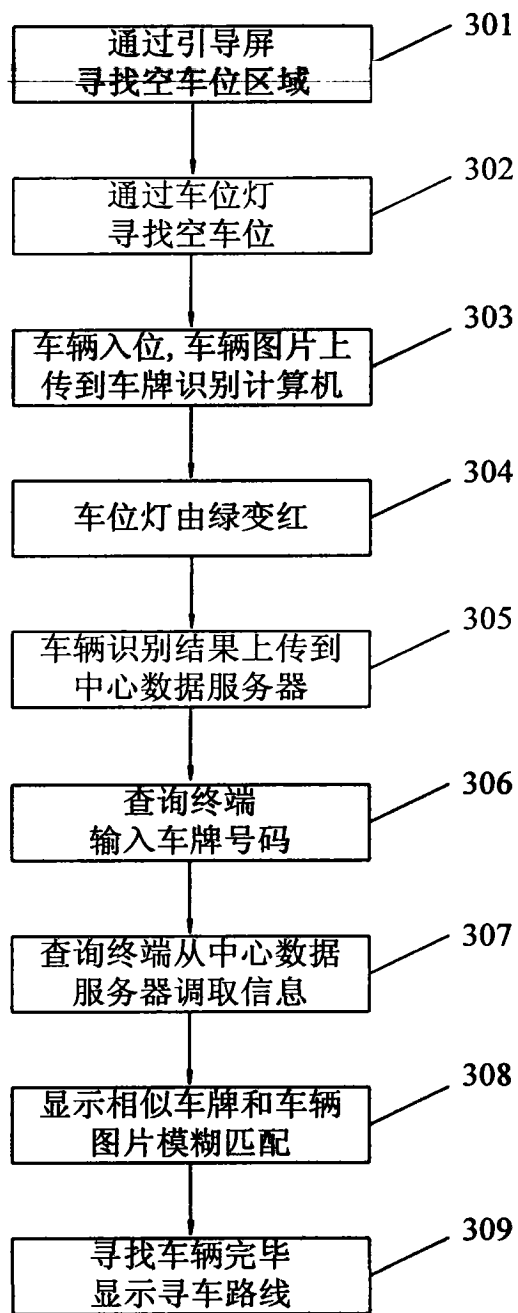 通过引导屏
寻找空车位区域
301
通过车位灯
寻找空车位
302
车辆入位,车辆图片上
传到车牌识别计算机
303
车位灯由绿变红
304
车辆识别结果上传到
中心数据服务器
305
查询终端
输入车牌号码
306
查询终端从中心数据
服务器调取信息
307
显示相似车牌和车辆
图片模糊匹配
308
寻找车辆完毕
显示寻车路线
309